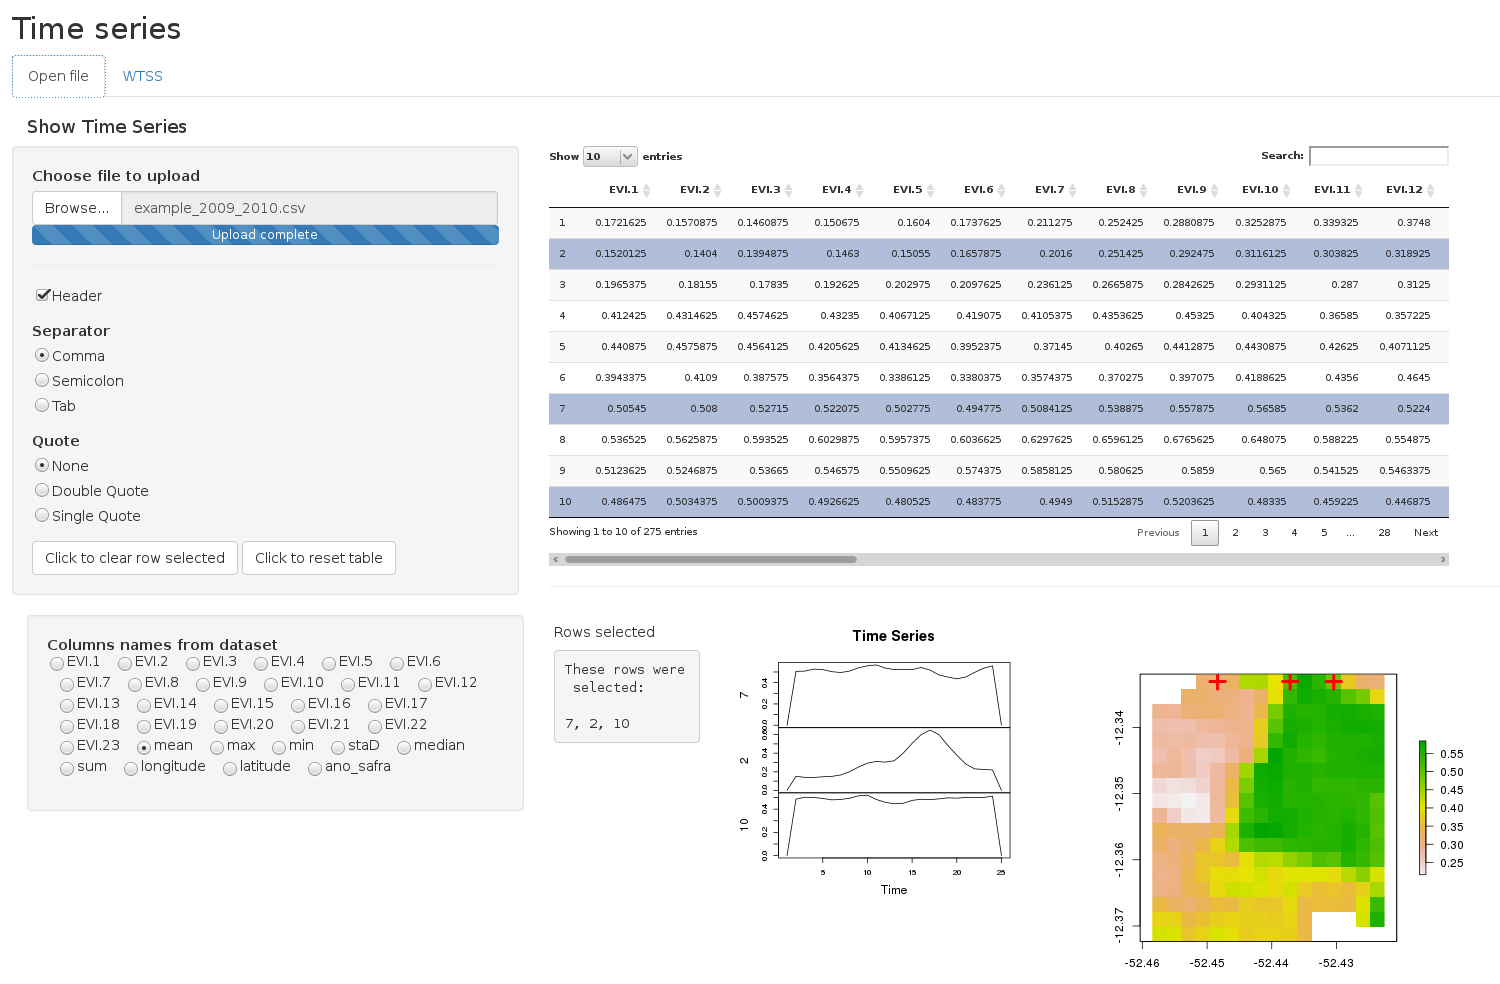 Time series
Open file WTSS
Show Time Series
Choose file to upload
Browse... example_2009_2010.csv
Upload complete
Header
Separator
Comma
Semicolon
Tab
Quote
None
Double Quote
Single Quote
Click to clear row selected Click to reset table
Show 10 entries Search:
EVI.1 EVI.2 EVI.3 EVI.4 EVI.5 EVI.6 EVI.7 EVI.8 EVI.9 EVI.10 EVI.11 EVI.12
1 0.1721625 0.1570875 0.1460875 0.150675 0.1604 0.1737625 0.211275 0.252425 0.2880875 0.3252875 0.339325 0.3748
2 0.1520125 0.1404 0.1394875 0.1463 0.15055 0.1657875 0.2016 0.251425 0.292475 0.3116125 0.303825 0.318925
3 0.1965375 0.18155 0.17835 0.192625 0.202975 0.2097625 0.236125 0.2665875 0.2842625 0.2931125 0.287 0.3125
4 0.412425 0.4314625 0.4574625 0.43235 0.4067125 0.419075 0.4105375 0.4353625 0.45325 0.404325 0.36585 0.357225
5 0.440875 0.4575875 0.4564125 0.4205625 0.4134625 0.3952375 0.37145 0.40265 0.4412875 0.4430875 0.42625 0.4071125
6 0.3943375 0.4109 0.387575 0.3564375 0.3386125 0.3380375 0.3574375 0.370275 0.397075 0.4188625 0.4356 0.4645
7 0.50545 0.508 0.52715 0.522075 0.502775 0.494775 0.5084125 0.538875 0.557875 0.56585 0.5362 0.5224
8 0.536525 0.5625875 0.593525 0.6029875 0.5957375 0.6036625 0.6297625 0.6596125 0.6765625 0.648075 0.588225 0.554875
9 0.5123625 0.5246875 0.53665 0.546575 0.5509625 0.574375 0.5858125 0.580625 0.5859 0.565 0.541525 0.5463375
10 0.486475 0.5034375 0.5009375 0.4926625 0.480525 0.483775 0.4949 0.5152875 0.5203625 0.48335 0.459225 0.446875
Showing 1 to 10 of 275 entries Previous 1 2 3 4 5 ... 28 Next
Columns names from dataset
EVI.1 EVI.2 EVI.3 EVI.4 EVI.5 EVI.6
EVI.7 EVI.8 EVI.9 EVI.10 EVI.11 EVI.12
EVI.13 EVI.14 EVI.15 EVI.16 EVI.17
EVI.18 EVI.19 EVI.20 EVI.21 EVI.22
EVI.23 mean max min staD median
sum longitude latitude ano_safra
Rows selected
These rows were
selected:
7, 2, 10
Time Series
7
0.0 0.2 0.4
2
0.0 0.2 0.4
10
0.0 0.2 0.4
5 10 15 20 25
Time
-12.34
-12.35
-12.36
-12.37
-52.46 -52.45 -52.44 -52.43
0.55
0.50
0.45
0.40
0.35
0.30
0.25